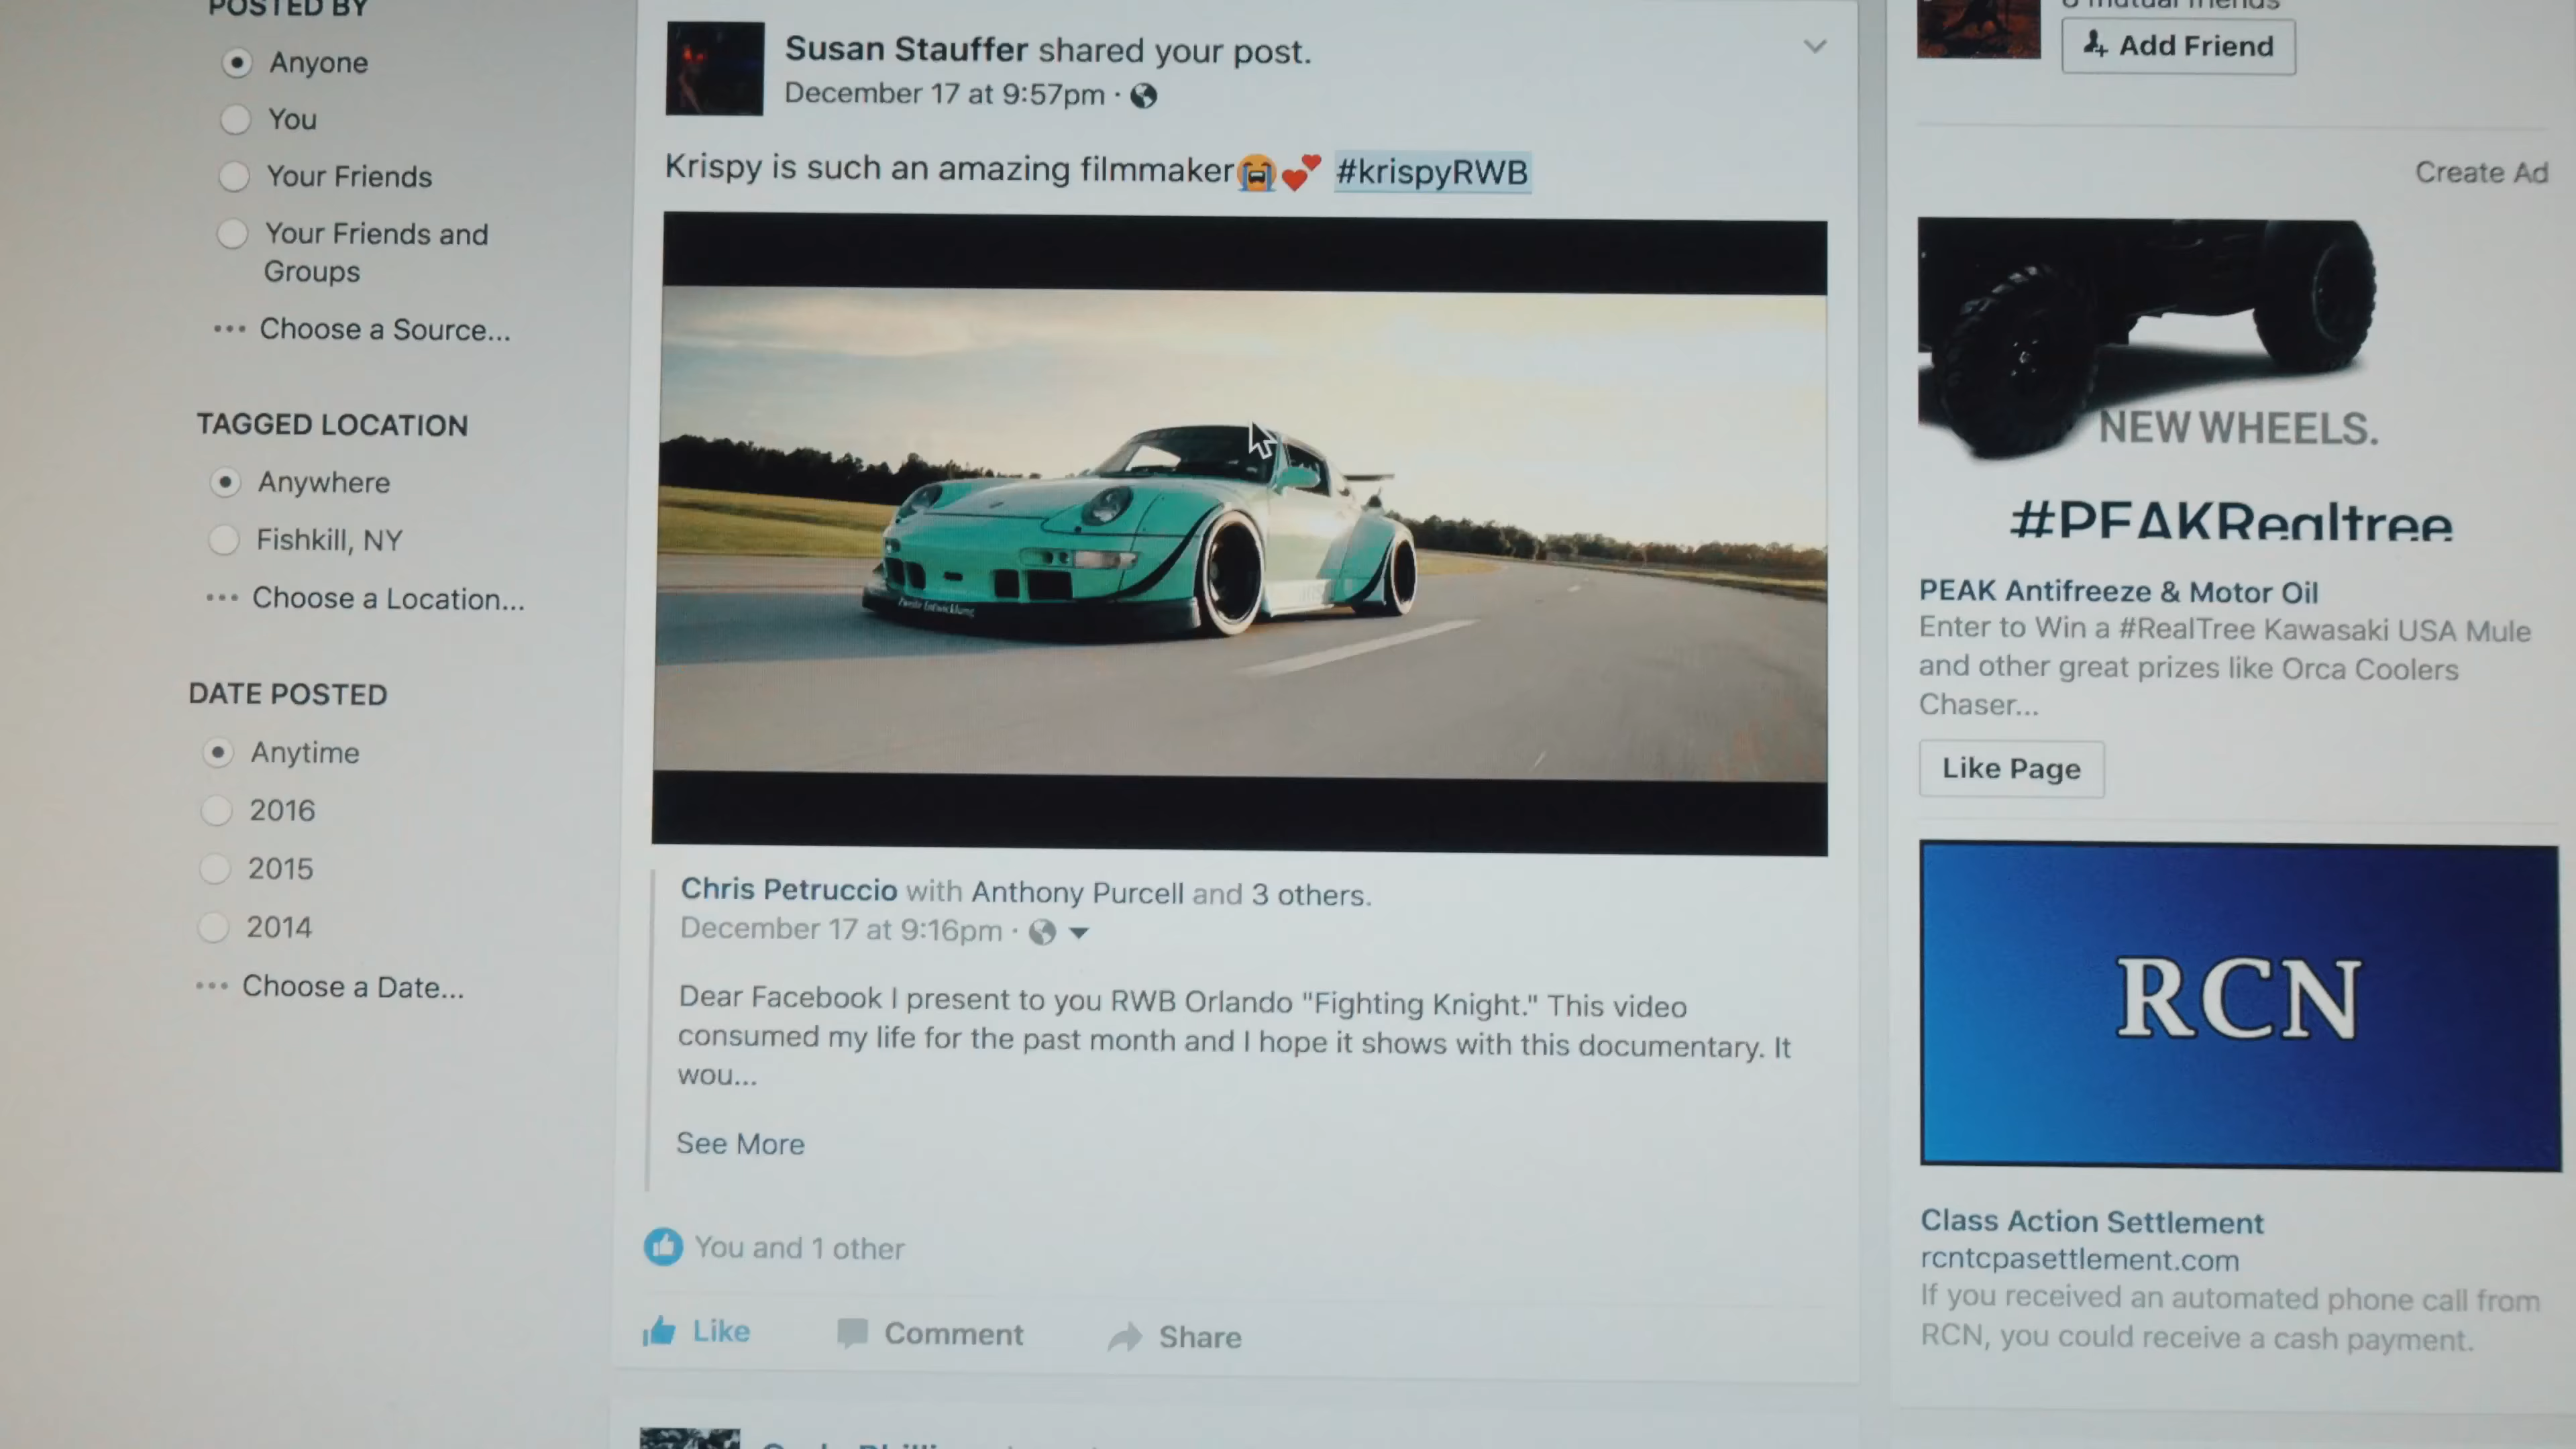 POSTED BY
Anyone
You
Your Friends
Your Friends and
Groups
Choose a Source...
TAGGED LOCATION
Anywhere
Fishkill, NY
Choose a Location...
DATE POSTED
Anytime
2016
2015
2014
Choose a Date...
Susan Stauffer shared your post.
December 17 at 9:57pm ·
Krispy is such an amazing filmmaker😭💕 #krispyRWB
Zweite Entwicklung
Chris Petruccio with Anthony Purcell and 3 others.
December 17 at 9:16pm ·
Dear Facebook I present to you RWB Orlando "Fighting Knight." This video
consumed my life for the past month and I hope it shows with this documentary. It
wou...
See More
You and 1 other
Like Comment Share
mutual friends
Add Friend
Create Ad
NEW WHEELS.
#PEAKRealtree
PEAK Antifreeze & Motor Oil
Enter to Win a #RealTree Kawasaki USA Mule
and other great prizes like Orca Coolers
Chaser...
Like Page
RCN
Class Action Settlement
rcntcpasettlement.com
If you received an automated phone call from
RCN, you could receive a cash payment.